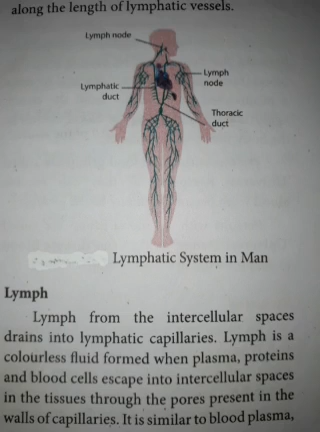 along the length of lymphatic vessels.
Lymph node
Lymph
node
Lymphatic
duct
Thoracic
duct
Lymphatic System in Man
Lymph
Lymph from the intercellular spaces
drains into lymphatic capillaries. Lymph is a
colourless fluid formed when plasma, proteins
and blood cells escape into intercellular spaces
in the tissues through the pores present in the
walls of capillaries. It is similar to blood plasma,